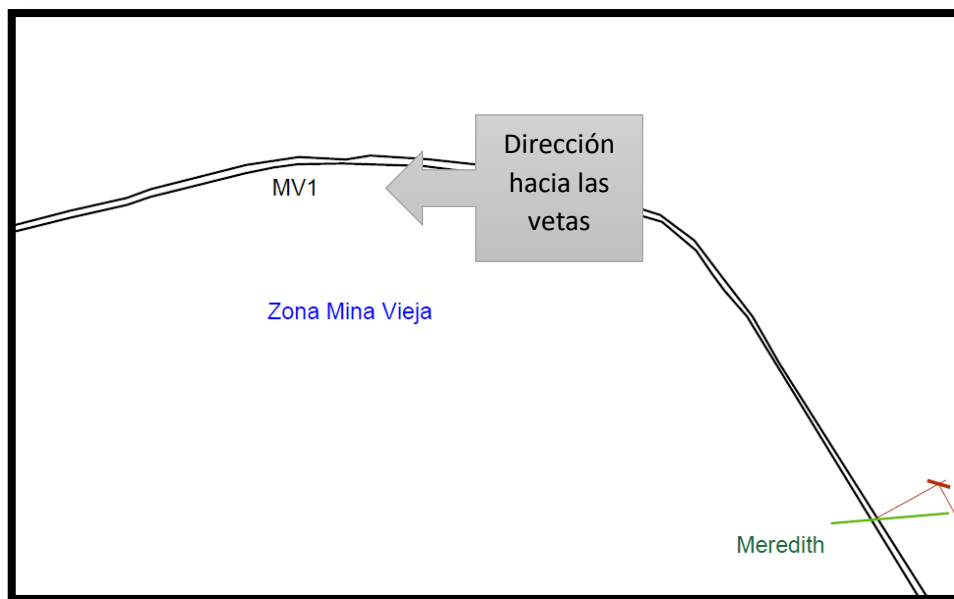 Dirección
hacia las
vetas
MV1
Zona Mina Vieja
Meredith